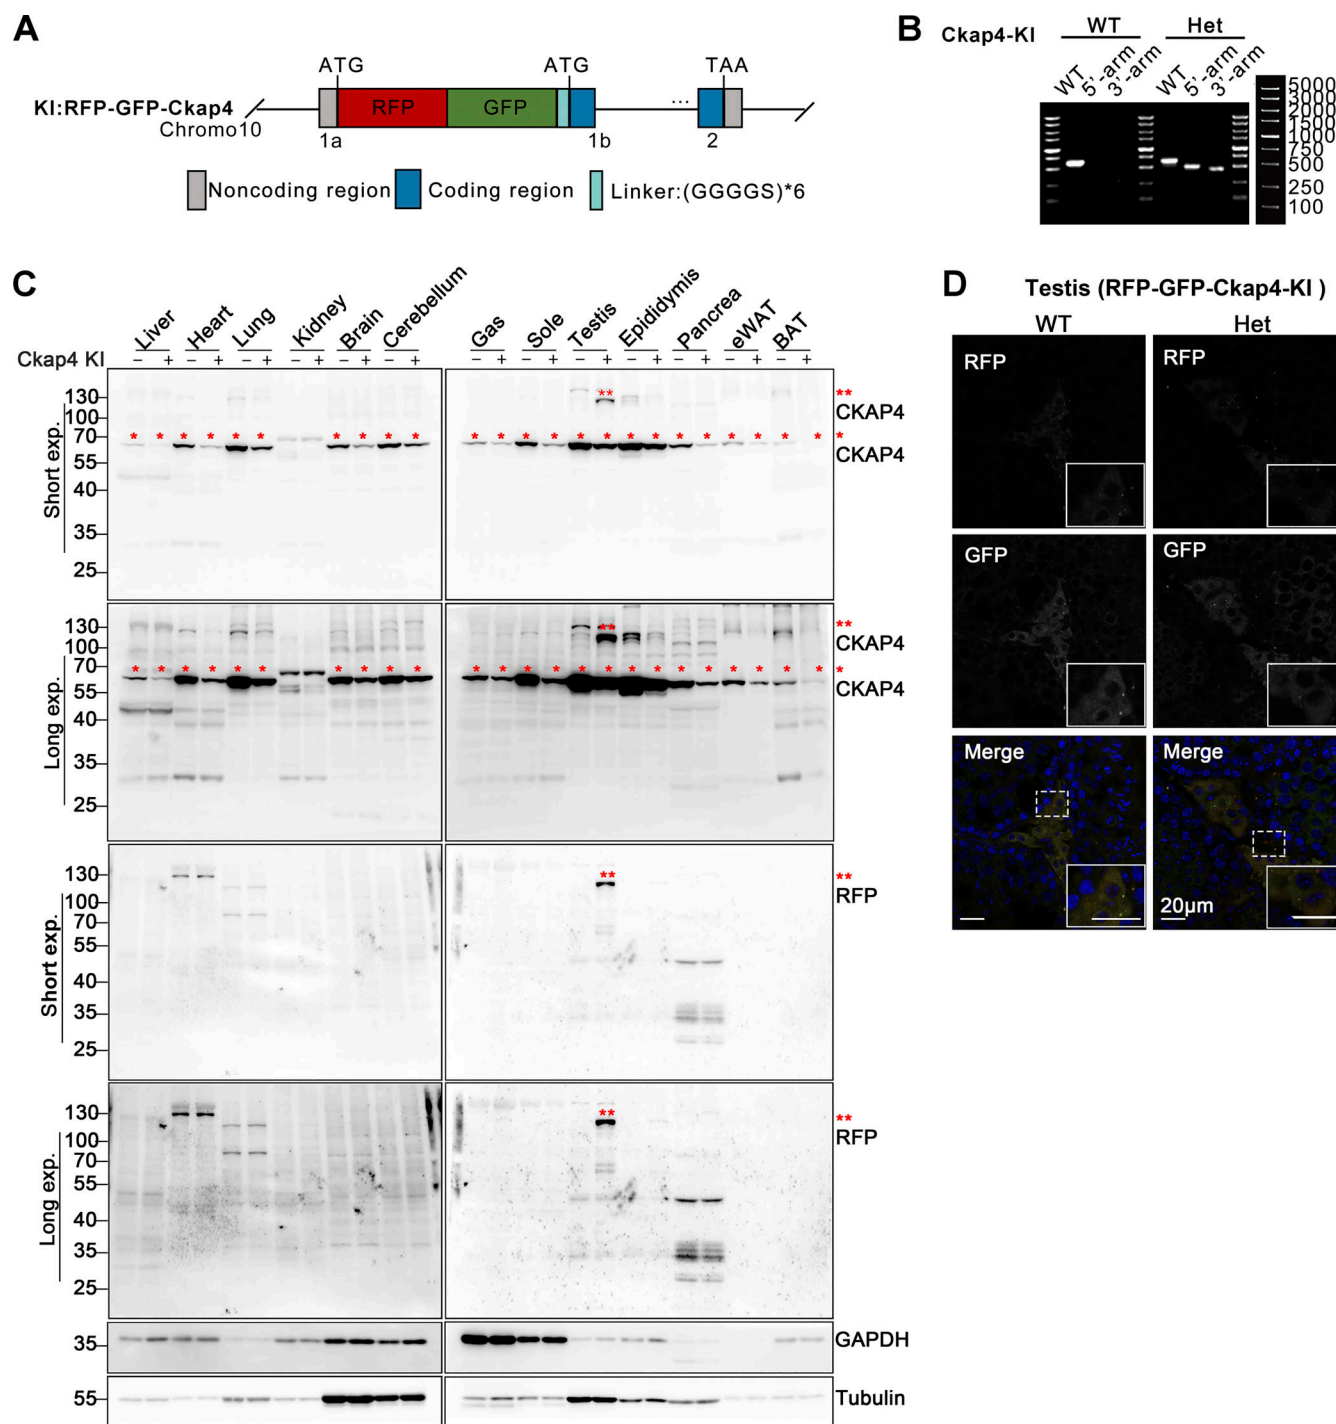 A
ATG ATG TAA
KI:RFP-GFP-Ckap4
RFP GFP
...
Chromo10
1a 1b 2
Noncoding region Coding region Linker:(GGGGS)*6
B
Ckap4-KI
WT Het
WT 5'-arm 3'-arm WT 5'-arm 3'-arm
5000
3000
2000
1500
1000
750
500
250
100
C
Liver Heart Lung Kidney Brain Cerebellum Gas Sole Testis Epididymis Pancrea eWAT BAT
Ckap4 KI - + - + - + - + - + - + - + - + - + - + - + - + - +
Short exp.
130
100
70
55
40
35
25
** CKAP4
* CKAP4
Long exp.
130
100
70
55
40
35
25
** CKAP4
* CKAP4
Short exp.
130
100
70
55
40
35
25
** RFP
Long exp.
130
100
70
55
40
35
25
** RFP
35 GAPDH
55 Tubulin
D
Testis (RFP-GFP-Ckap4-KI )
WT Het
RFP RFP
GFP GFP
Merge Merge
20μm